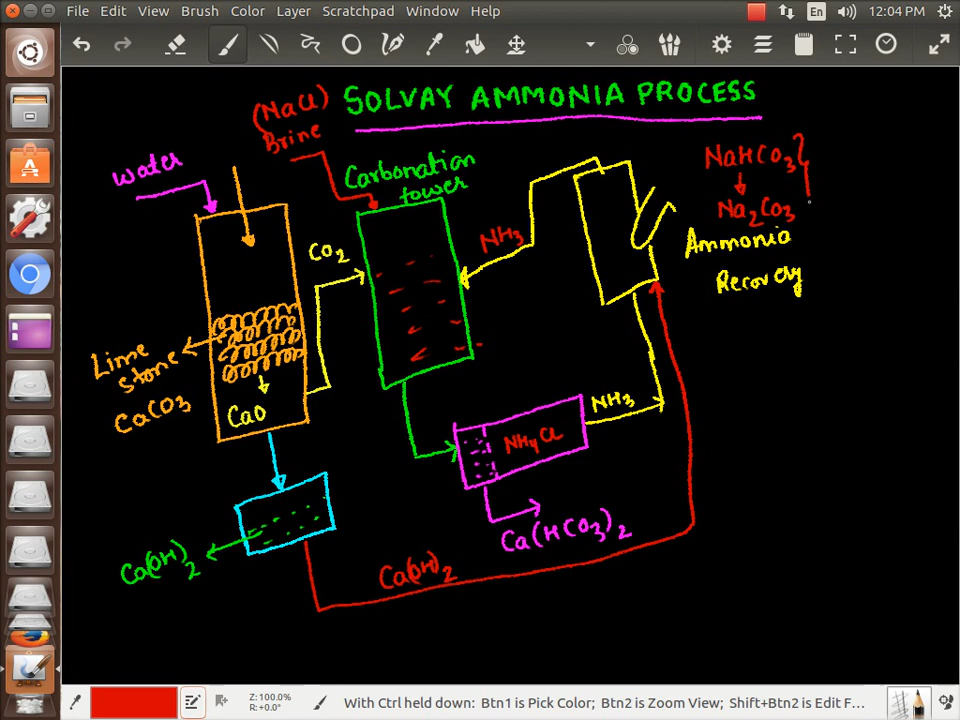 File Edit View Brush Color Layer Scratchpad Window Help
En
12:04 PM
SOLVAY AMMONIA PROCESS
(NaCl)
Brine
Water
Carbonation
tower
NaHCO3
Na2CO3
Ammonia
Recovery
NH3
CO2
Lime
stone
CaCO3
CaO
NH3
NH4Cl
Ca(HCO3)2
Ca(OH)2
Ca(OH)2
Z: 100.0%
R: +0.0°
With Ctrl held down: Btn1 is Pick Color; Btn2 is Zoom View; Shift+Btn2 is Edit F...